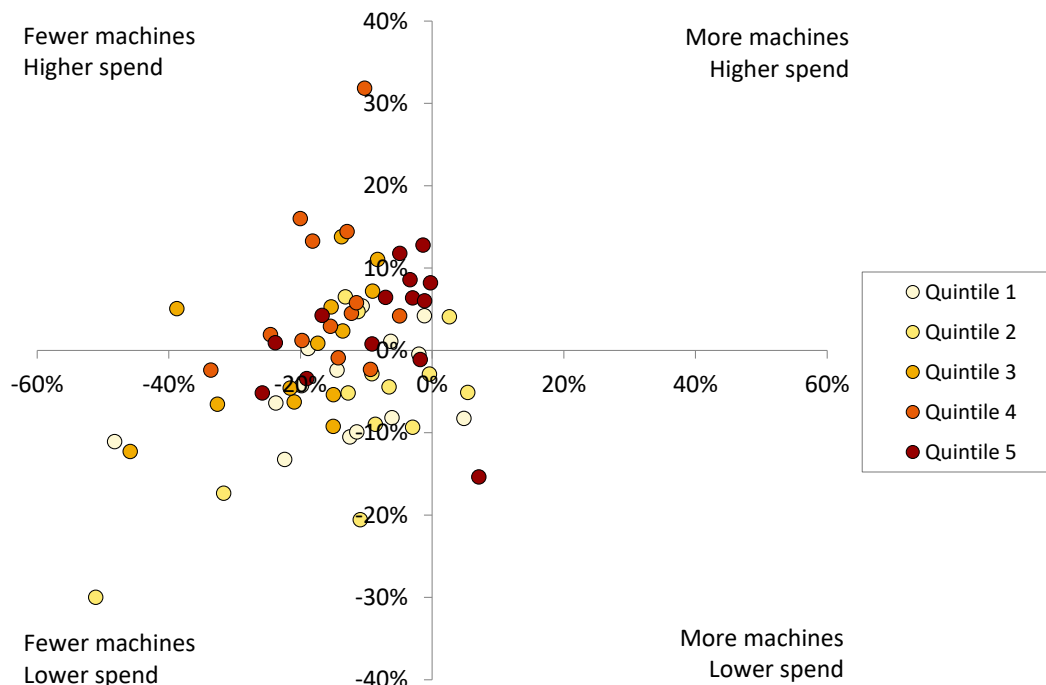 40%
Fewer machines
Higher spend
More machines
Higher spend
30%
20%
10%
Quintile 1
Quintile 2
Quintile 3
Quintile 4
Quintile 5
0%
-60%
-40%
-20%
0%
20%
40%
60%
-10%
-20%
-30%
Fewer machines
Lower spend
More machines
Lower spend
-40%